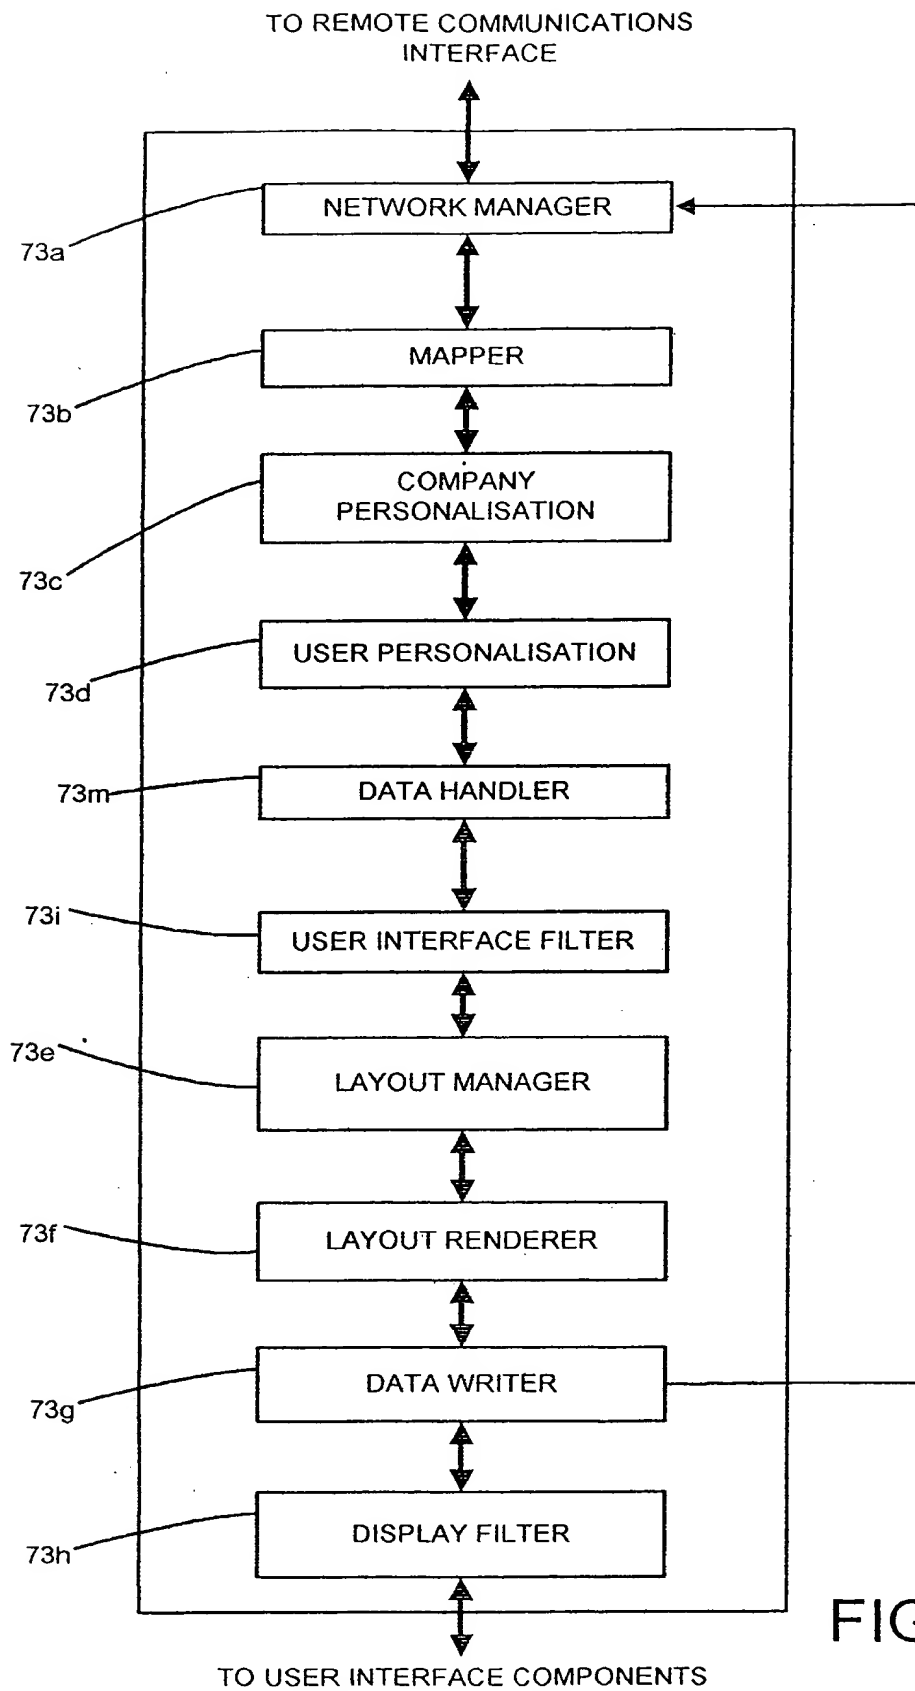 TO REMOTE COMMUNICATIONS
INTERFACE
NETWORK MANAGER
73a
MAPPER
73b
COMPANY
PERSONALISATION
73c
USER PERSONALISATION
73d
DATA HANDLER
73m
USER INTERFACE FILTER
73i
LAYOUT MANAGER
73e
LAYOUT RENDERER
73f
DATA WRITER
73g
DISPLAY FILTER
73h
FIG
TO USER INTERFACE COMPONENTS